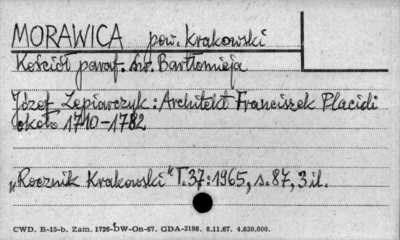 MORAWICA pow. Krakowski
Kościół paraf. św. Bartłomieja
Józef Lepiarczyk: Architekt Franciszek Placidi
około 1710-1782
„Rocznik Krakowski" T.37: 1965, s.87, 3 il.
CWD. B-15-b. Zam. 1726-DW-On-67. GDA-3198. 8.11.67. 4.630.000.